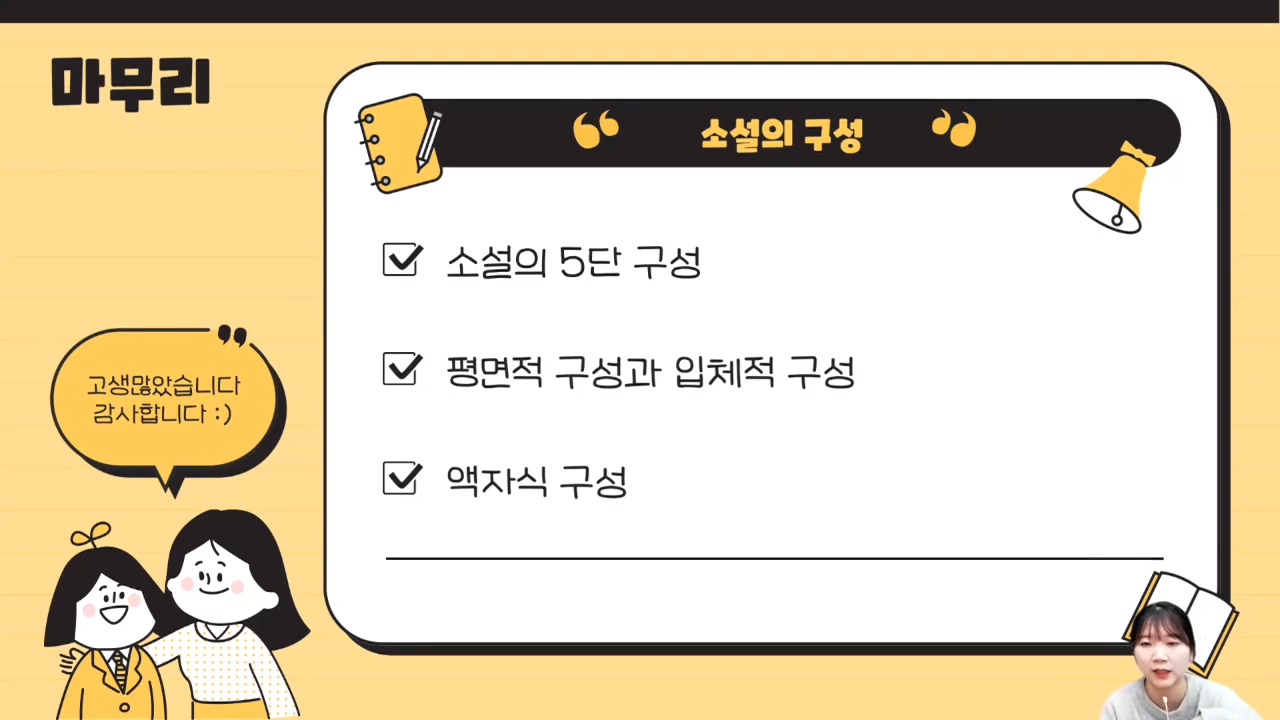 마무리
소설의 구성
소설의 5단 구성
평면적 구성과 입체적 구성
액자식 구성
고생많았습니다
감사합니다 :)